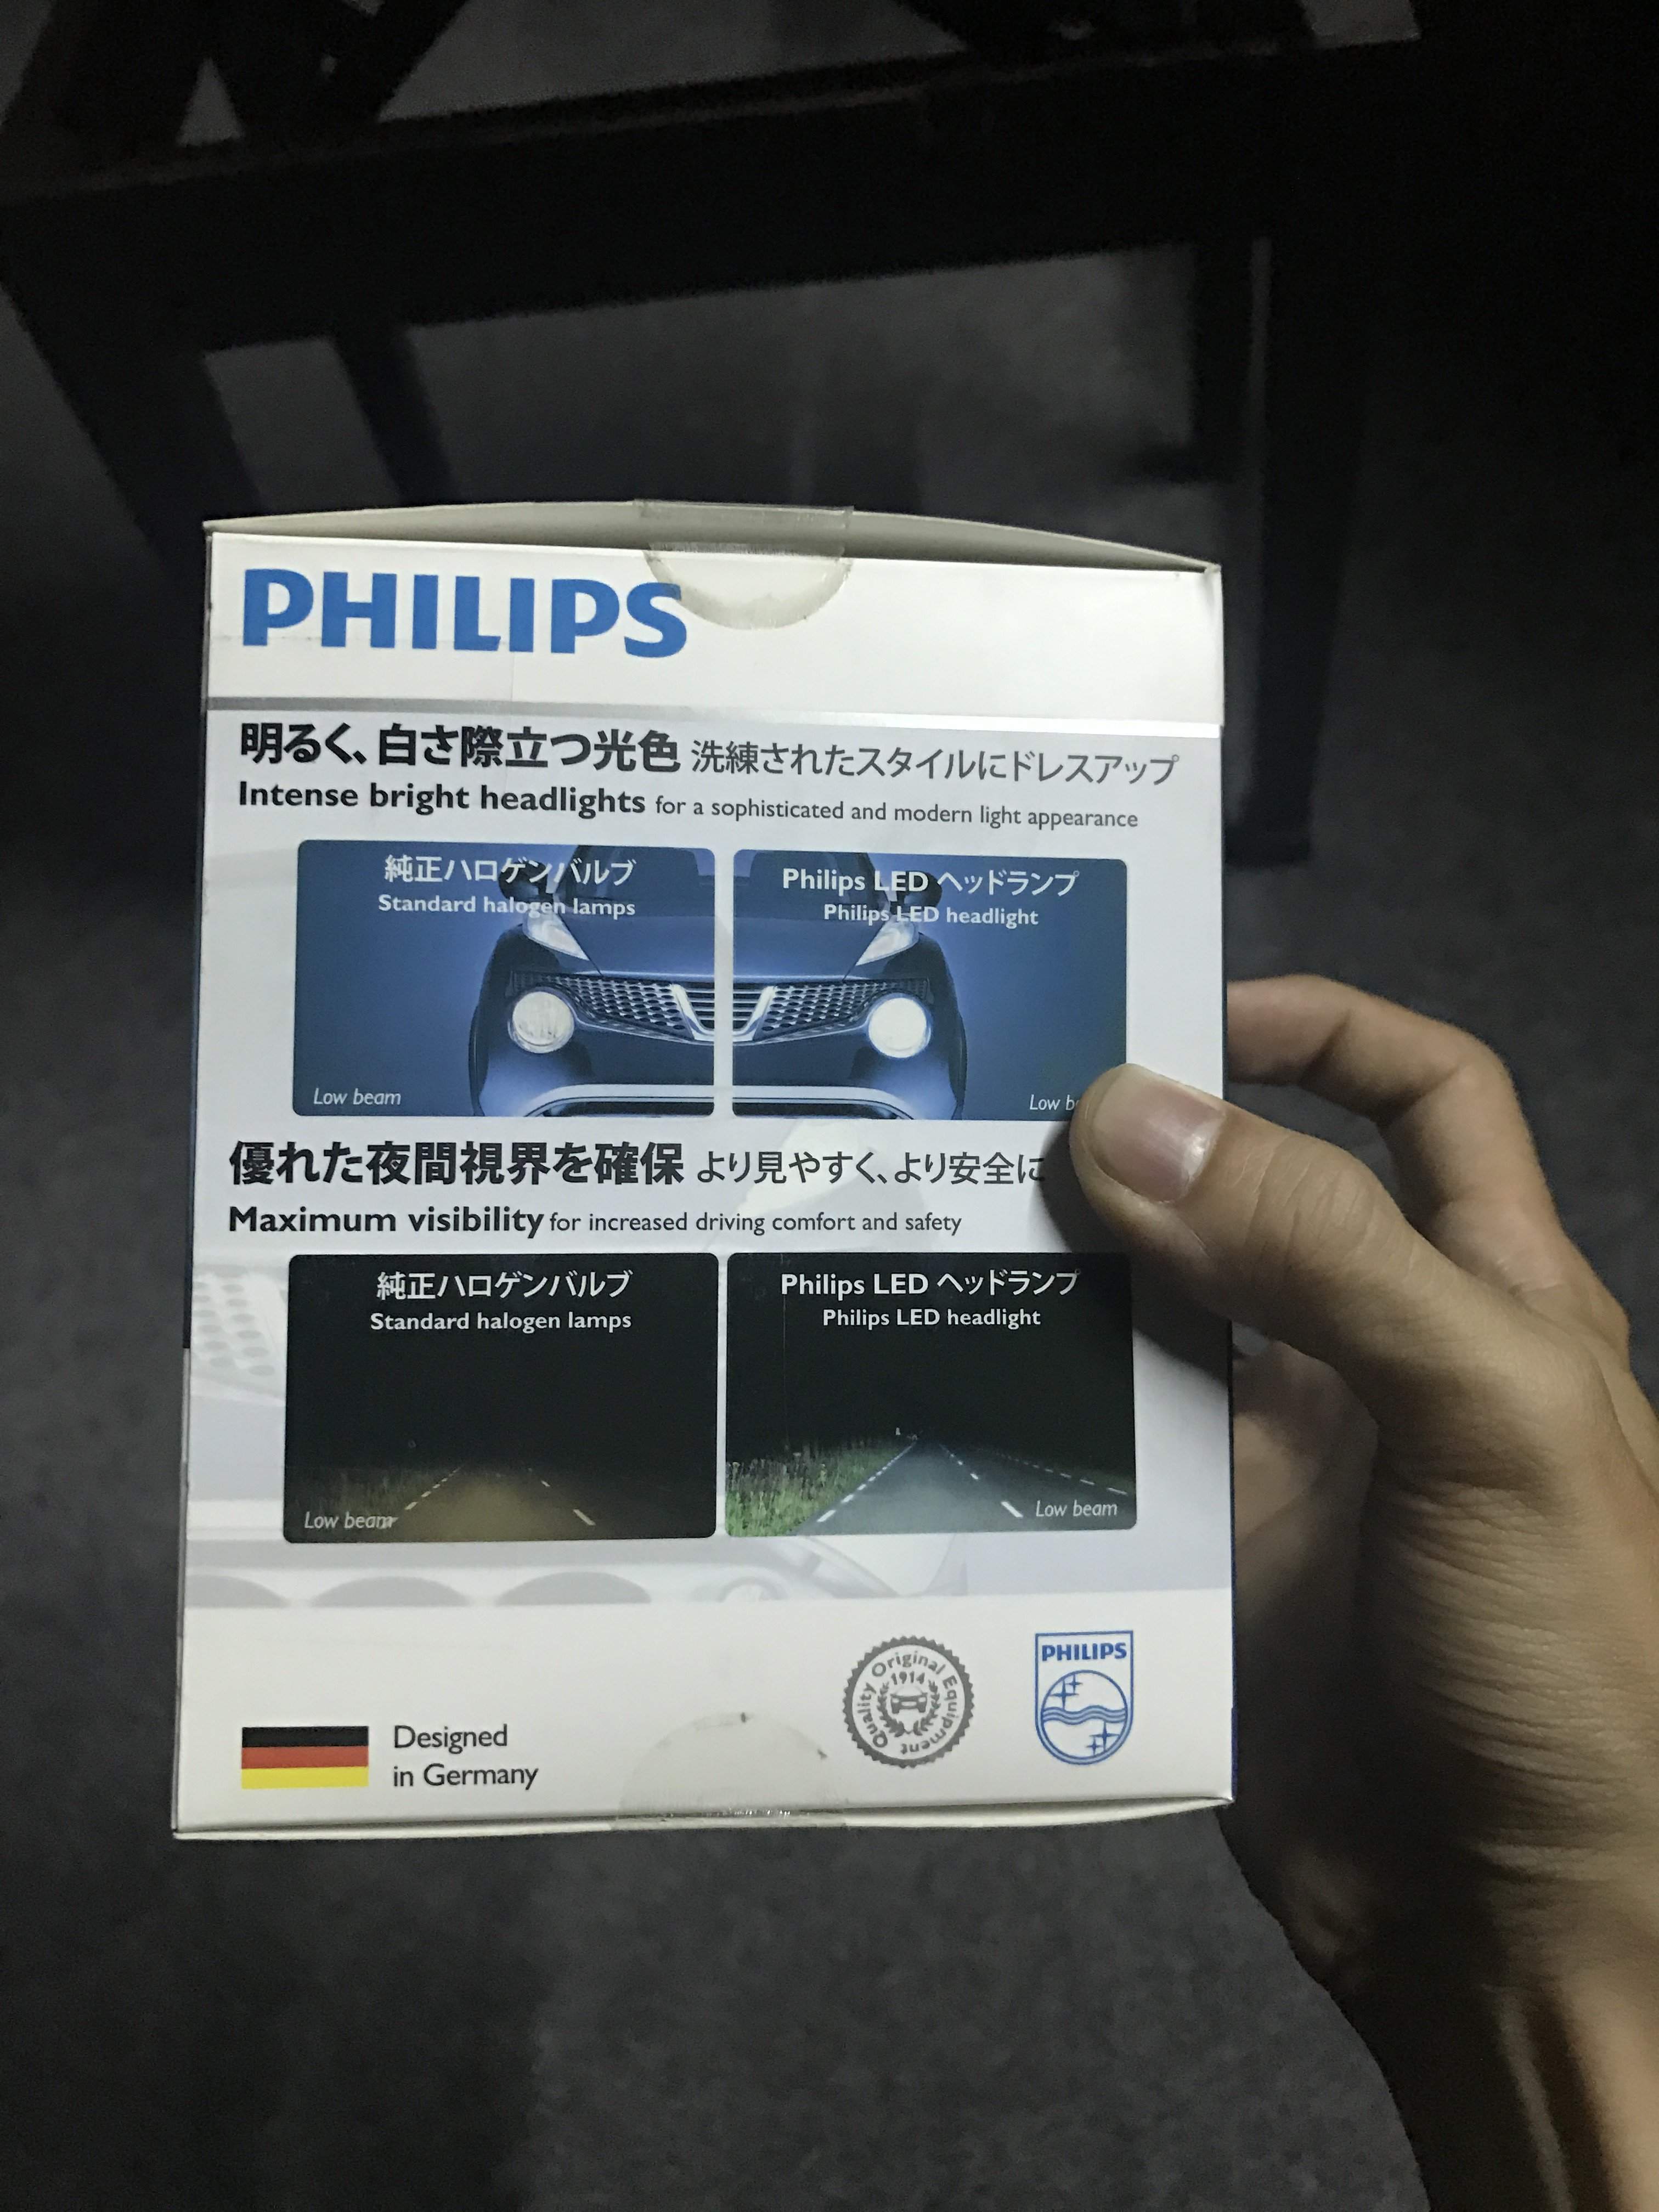 PHILIPS
明るく、白さ際立つ光色 洗練されたスタイルにドレスアップ
Intense bright headlights for a sophisticated and modern light appearance
純正ハロゲンバルブ
Standard halogen lamps
Low beam
Philips LED ヘッドランプ
Philips LED headlight
Low
優れた夜間視界を確保 より見やすく、より安全に
Maximum visibility for increased driving comfort and safety
純正ハロゲンバルブ
Standard halogen lamps
Low beam
Philips LED ヘッドランプ
Philips LED headlight
Low beam
Designed
in Germany
Quality Original Equipment
1914
PHILIPS